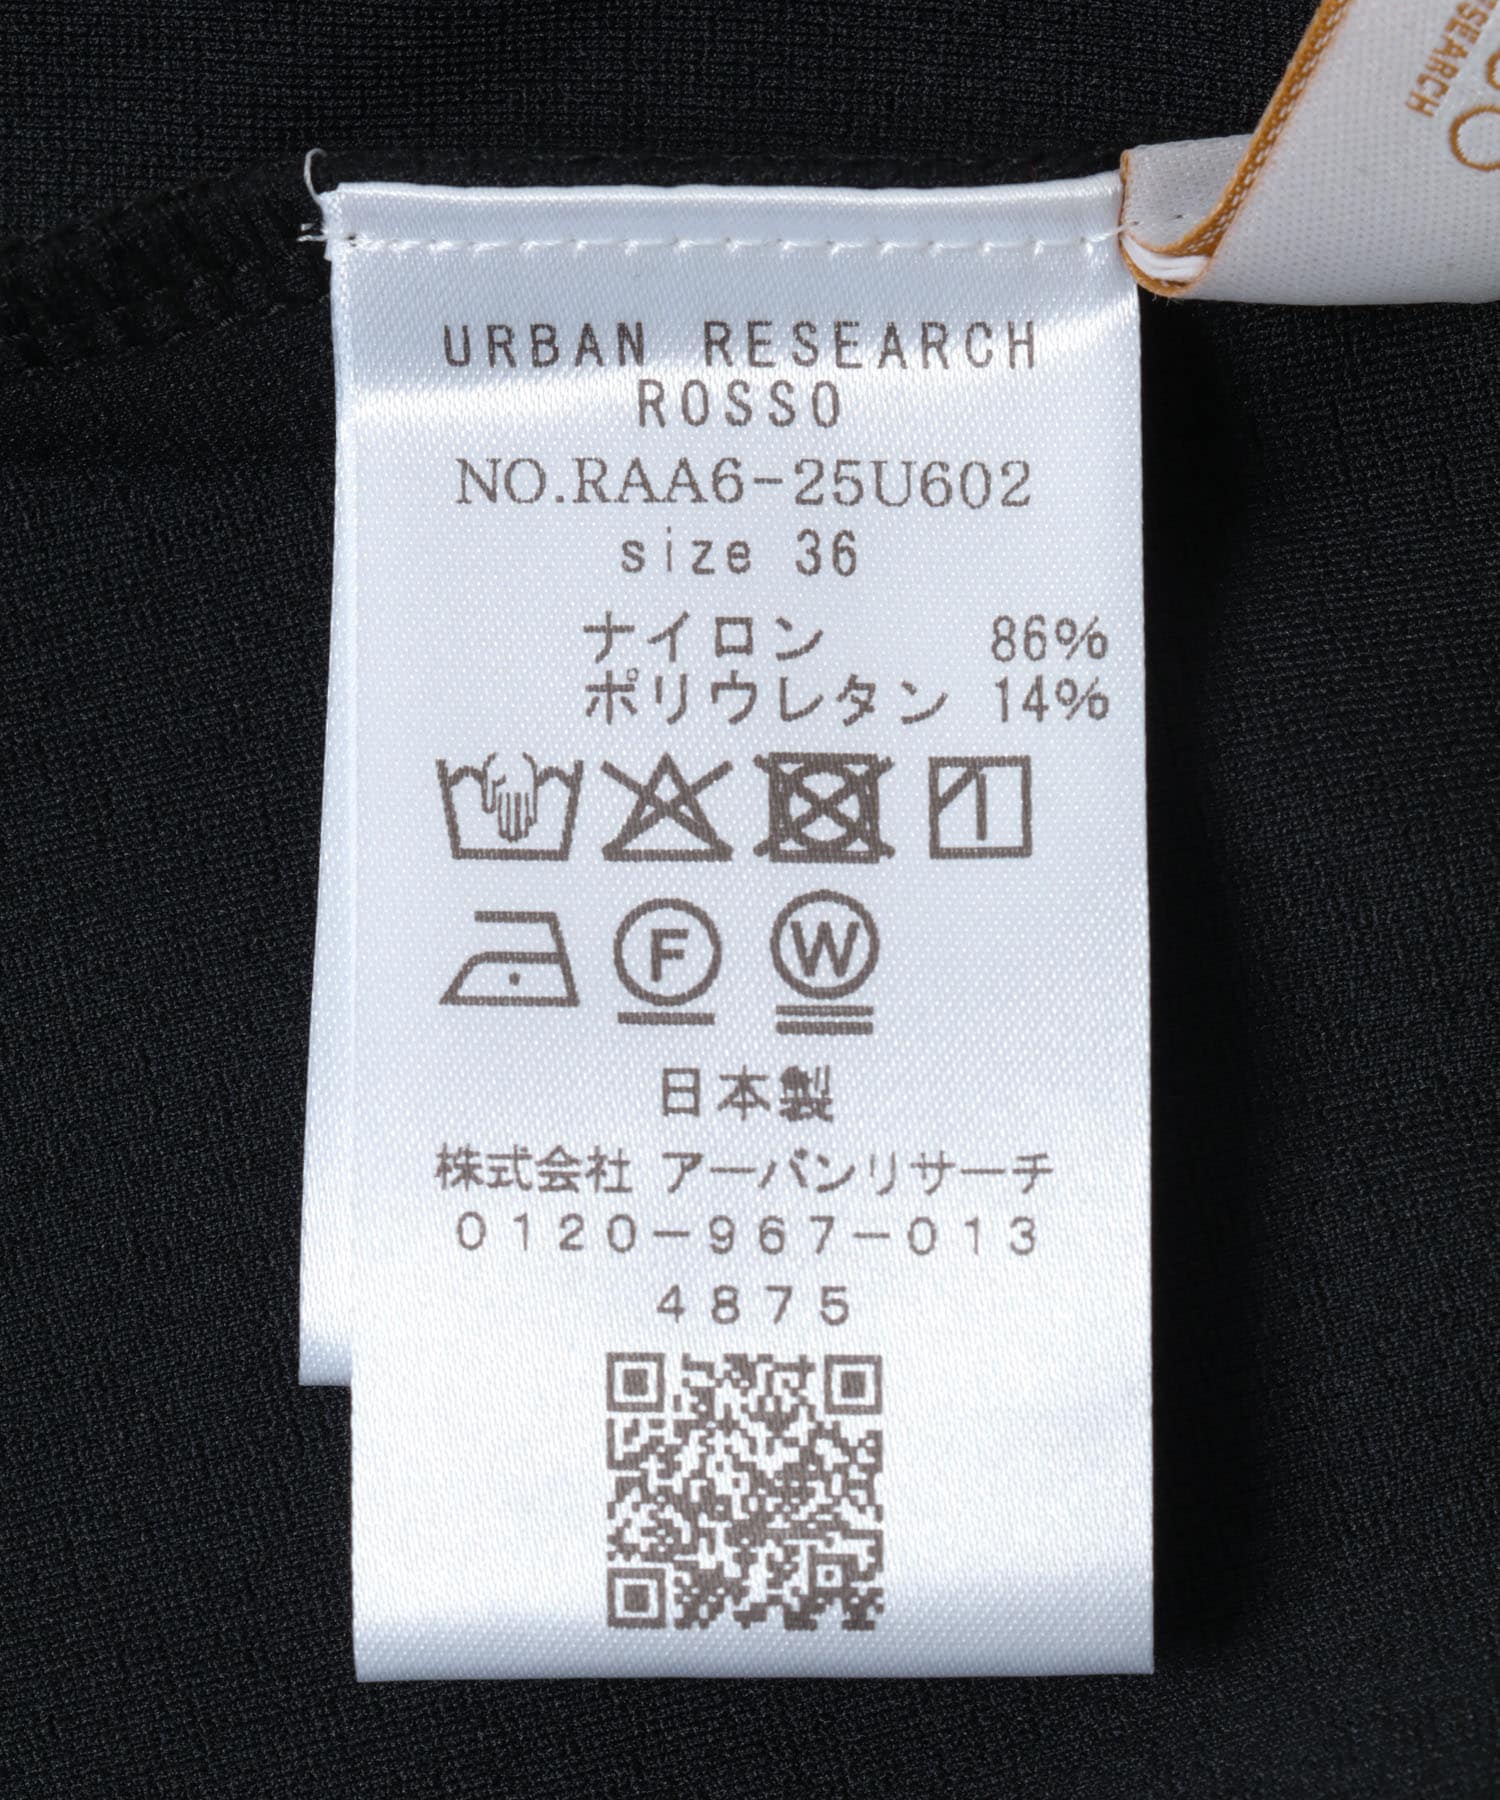 SEARCH
URBAN RESEARCH
ROSSO
NO.RAA6-25U602
size 36
ナイロン 86%
ポリウレタン 14%
F W
日本製
株式会社 アーバンリサーチ
0120-967-013
4875